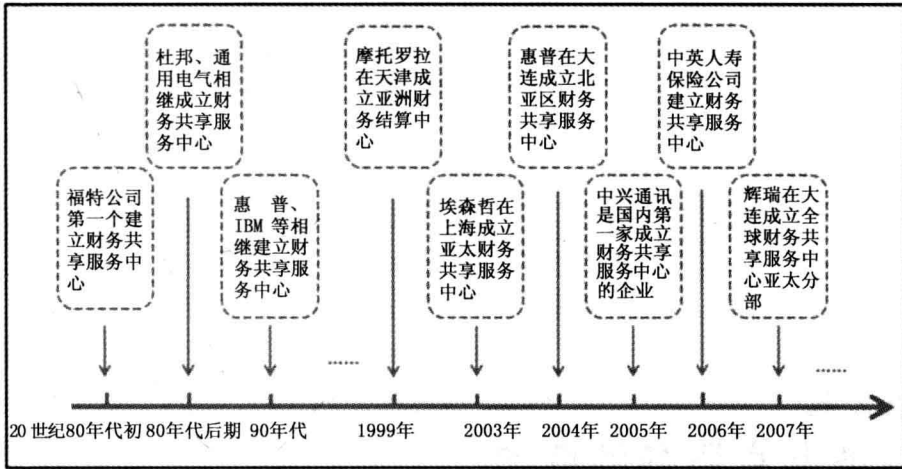 杜邦、通
用电气相
继成立财
务共享服
务中心
摩托罗拉
在天津成
立亚洲财
务结算中
心
惠普在大
连成立北
亚区财务
共享服务
中心
中英人寿
保险公司
建立财务
共享服务
中心
福特公司
第一个建
立财务共
享服务中
心
惠普、
IBM等相
继建立财
务共享服
务中心
埃森哲在
上海成立
亚太财务
共享服务
中心
中兴通讯
是国内第
一家成立
财务共享
服务中心
的企业
辉瑞在大
连成立全
球财务共
享服务中
心亚太分
部
……
……
20世纪80年代初 80年代后期 90年代 1999年 2003年 2004年 2005年 2006年 2007年